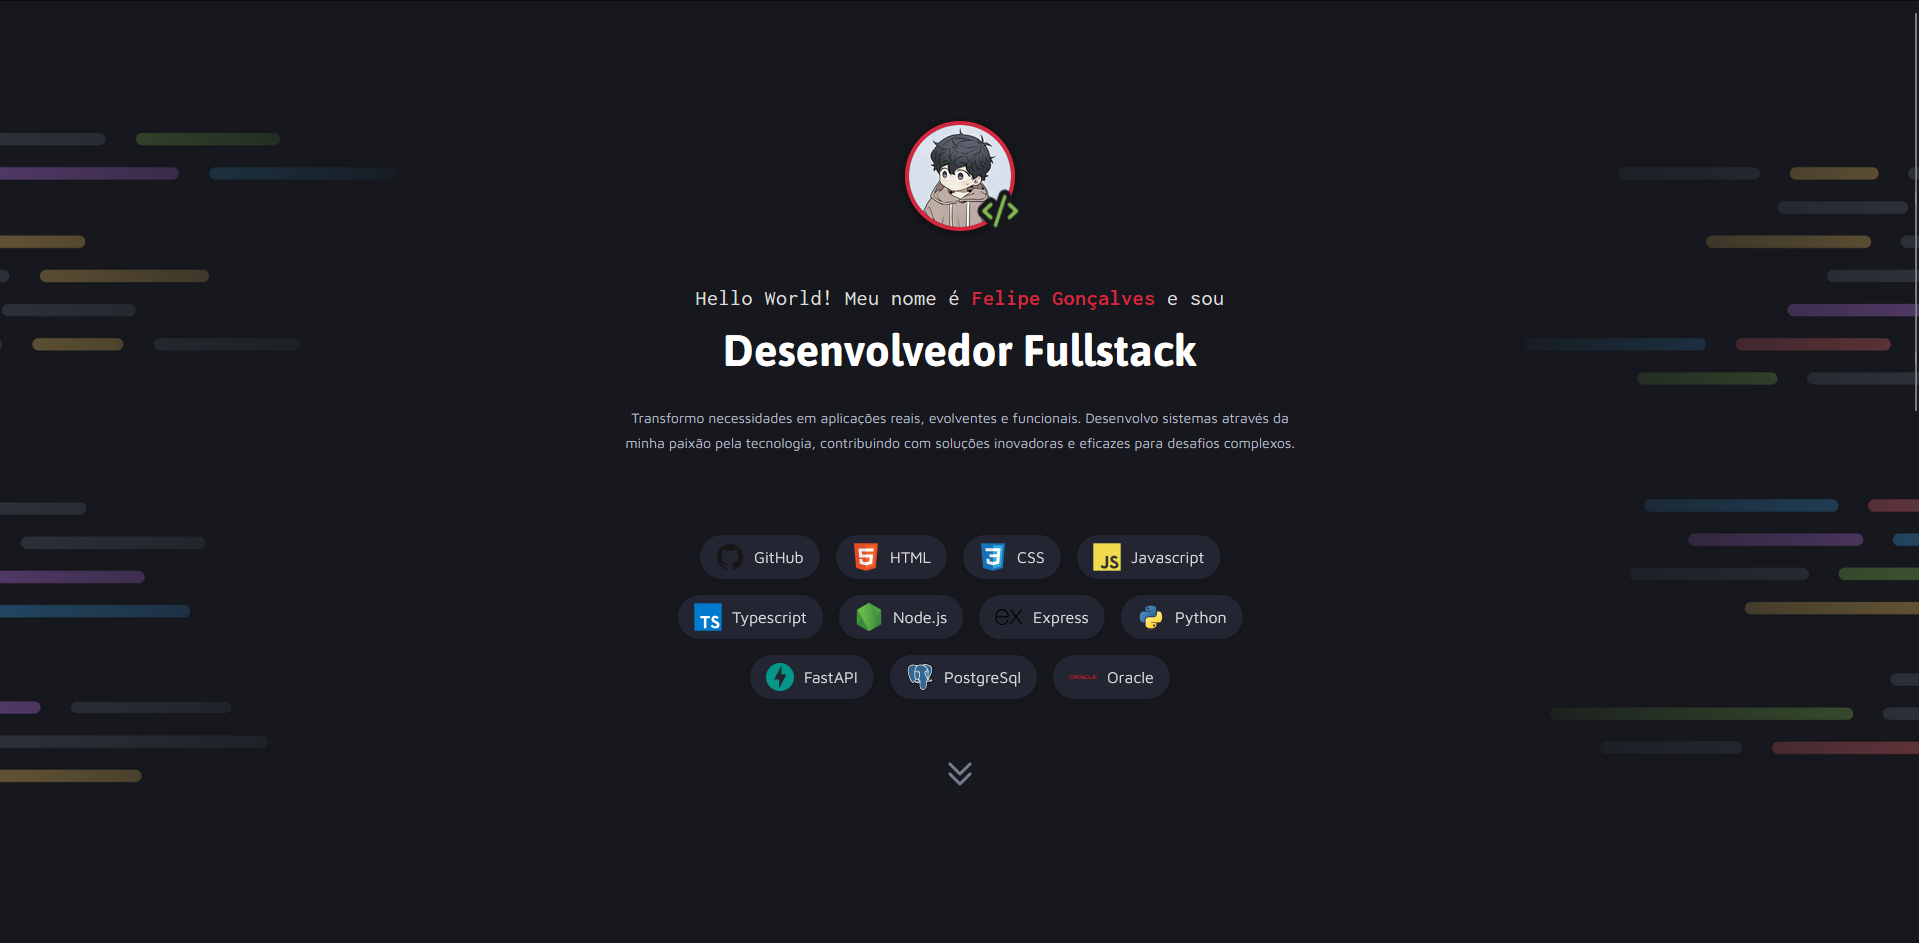 Hello World! Meu nome é Felipe Gonçalves e sou
Desenvolvedor Fullstack
Transformo necessidades em aplicações reais, evolventes e funcionais. Desenvolvo sistemas através da
minha paixão pela tecnologia, contribuindo com soluções inovadoras e eficazes para desafios complexos.
GitHub
5 HTML
3 CSS
JS Javascript
TS Typescript
Node.js
ex Express
Python
FastAPI
PostgreSql
ORACLE Oracle